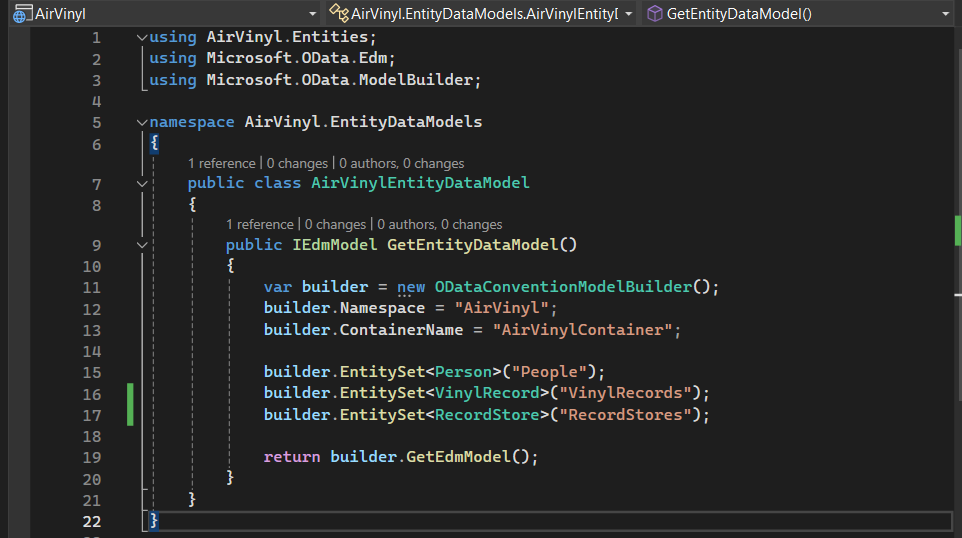 AirVinyl AirVinyl.EntityDataModels.AirVinylEntityD GetEntityDataModel()
1 using AirVinyl.Entities;
2 using Microsoft.OData.Edm;
3 using Microsoft.OData.ModelBuilder;
4
5 namespace AirVinyl.EntityDataModels
6 {
1 reference | 0 changes | 0 authors, 0 changes
7 public class AirVinylEntityDataModel
8 {
1 reference | 0 changes | 0 authors, 0 changes
9 public IEdmModel GetEntityDataModel()
10 {
11 var builder = new ODataConventionModelBuilder();
12 builder.Namespace = "AirVinyl";
13 builder.ContainerName = "AirVinylContainer";
14
15 builder.EntitySet<Person>("People");
16 builder.EntitySet<VinylRecord>("VinylRecords");
17 builder.EntitySet<RecordStore>("RecordStores");
18
19 return builder.GetEdmModel();
20 }
21 }
22 }